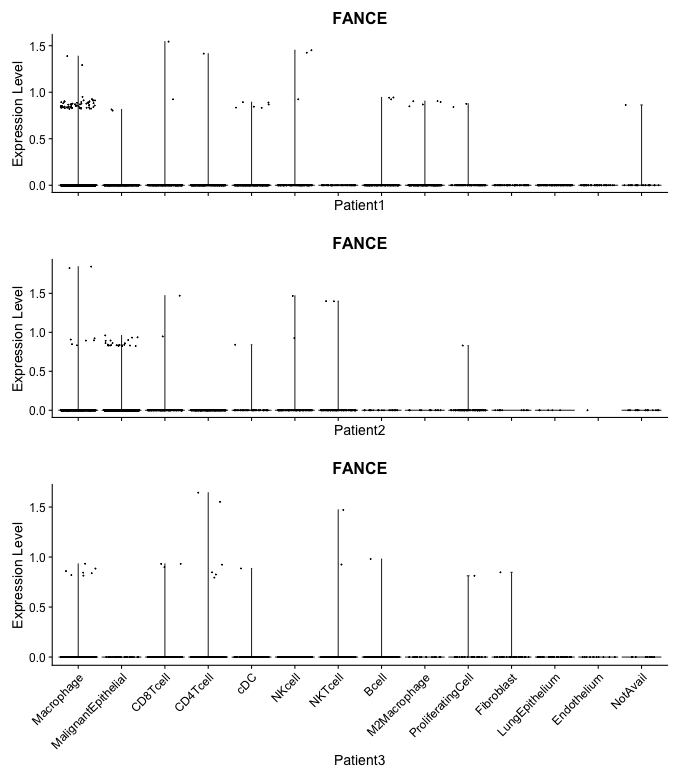 FANCE
Expression Level
1.5
1.0
0.5
0.0
Patient1
FANCE
Expression Level
1.5
1.0
0.5
0.0
Patient2
FANCE
Expression Level
1.5
1.0
0.5
0.0
Macrophage
MalignantEpithelial
CD8Tcell
CD4Tcell
cDC
NKcell
NKTcell
Bcell
M2Macrophage
ProliferatingCell
Fibroblast
LungEpithelium
Endothelium
NotAvail
Patient3